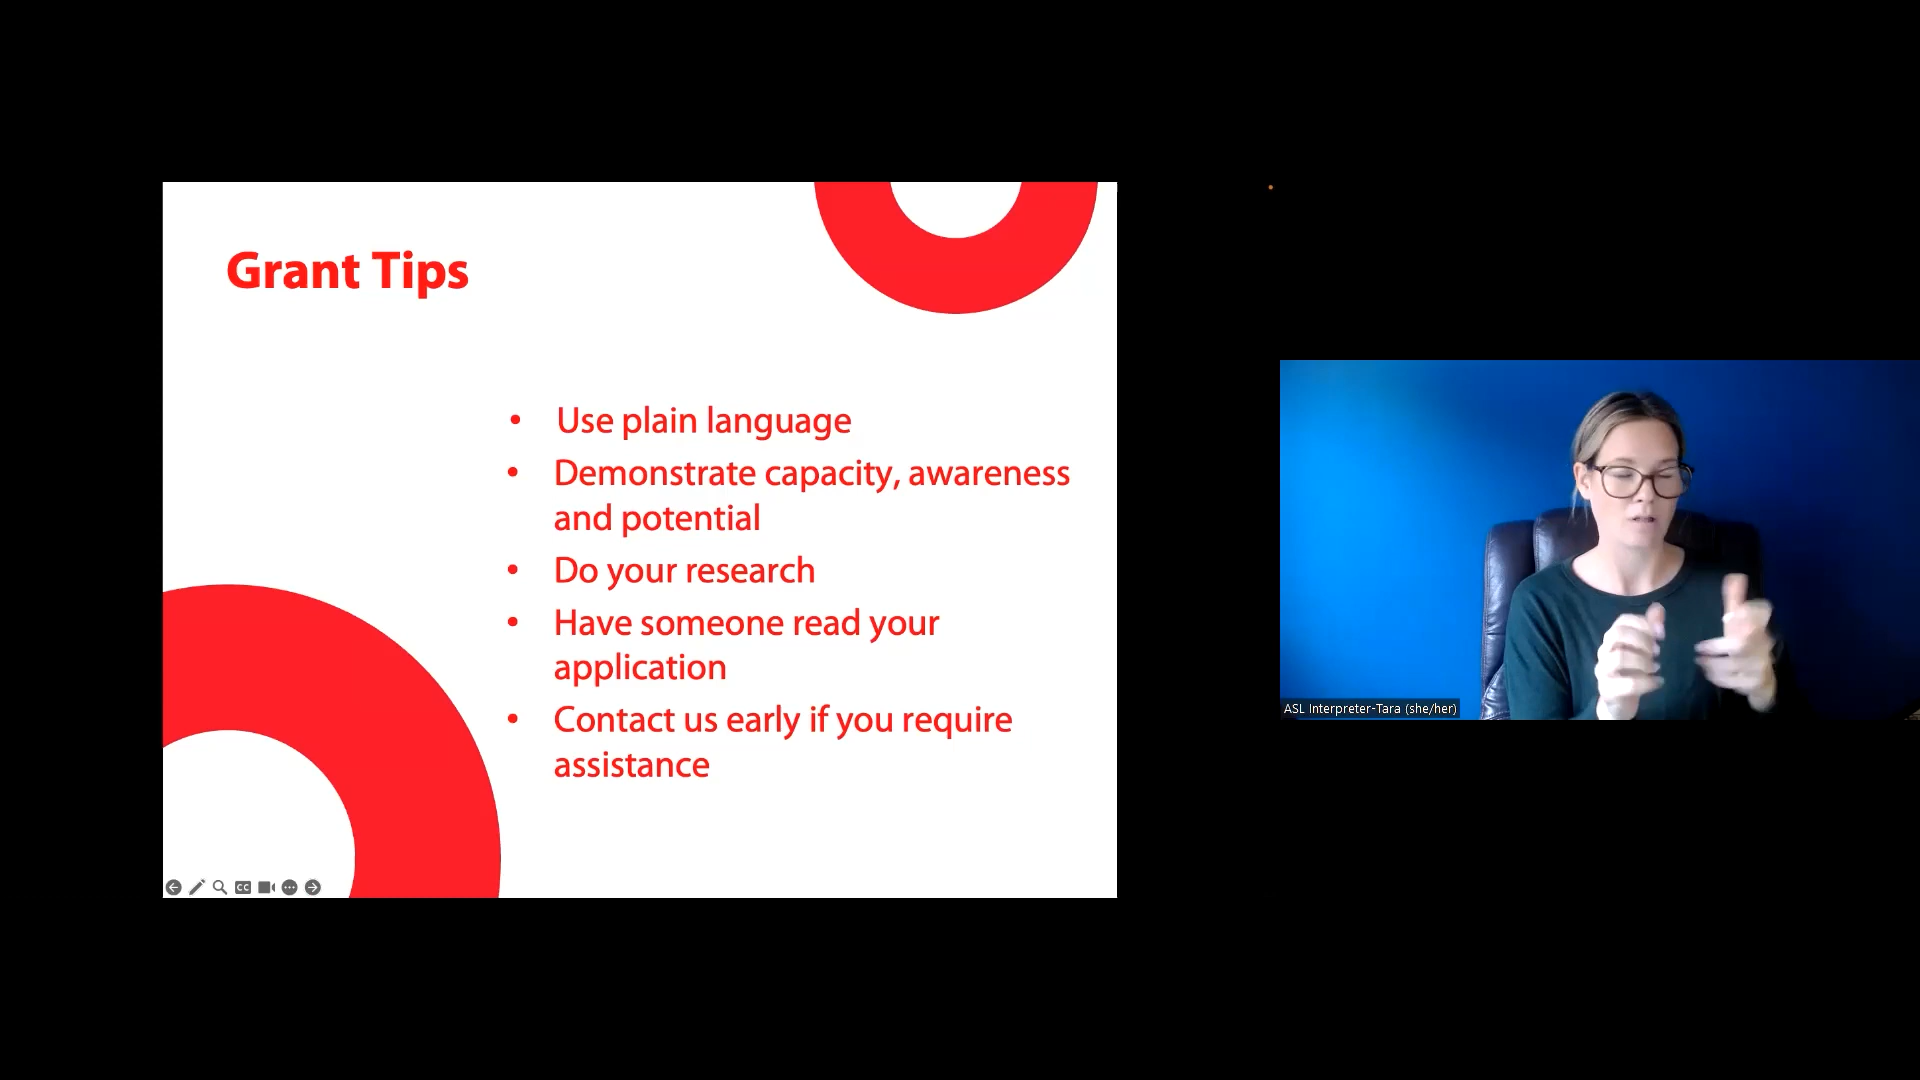 Grant Tips
• Use plain language
• Demonstrate capacity, awareness
and potential
• Do your research
• Have someone read your
application
• Contact us early if you require
assistance
CC
ASL Interpreter-Tara (she/her)